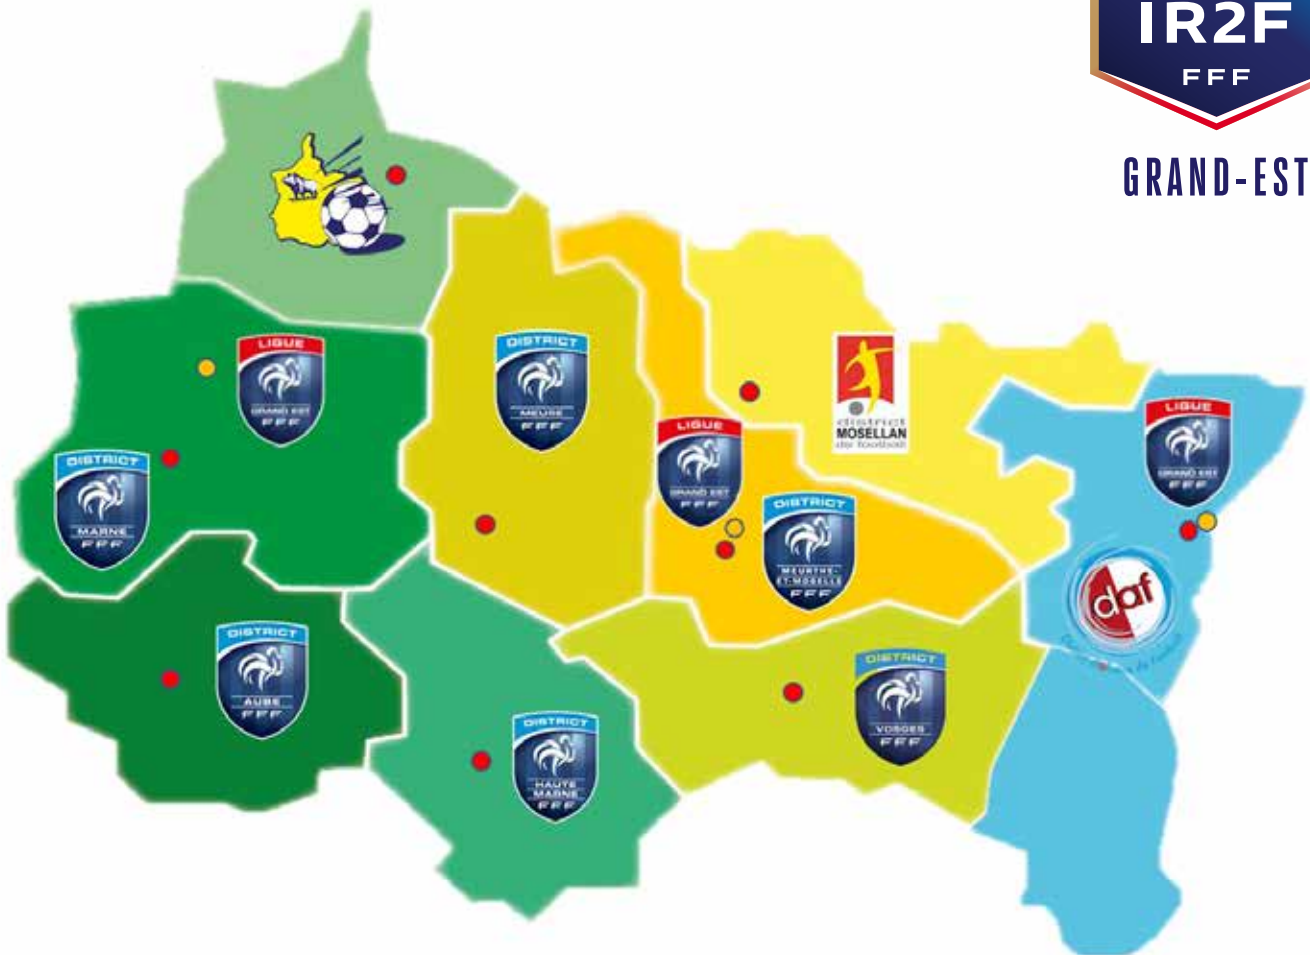 IR2F
FFF
GRAND-EST
LIGUE
GRAND EST
FFF
DISTRICT
MEUSE
FFF
district
MOSELLAN
de football
LIGUE
GRAND EST
FFF
LIGUE
GRAND EST
FFF
DISTRICT
MARNE
FFF
DISTRICT
MEURTHE-
ET-MOSELLE
FFF
daf
DISTRICT
AUBE
FFF
DISTRICT
VOSGES
FFF
DISTRICT
HAUTE
MARNE
FFF